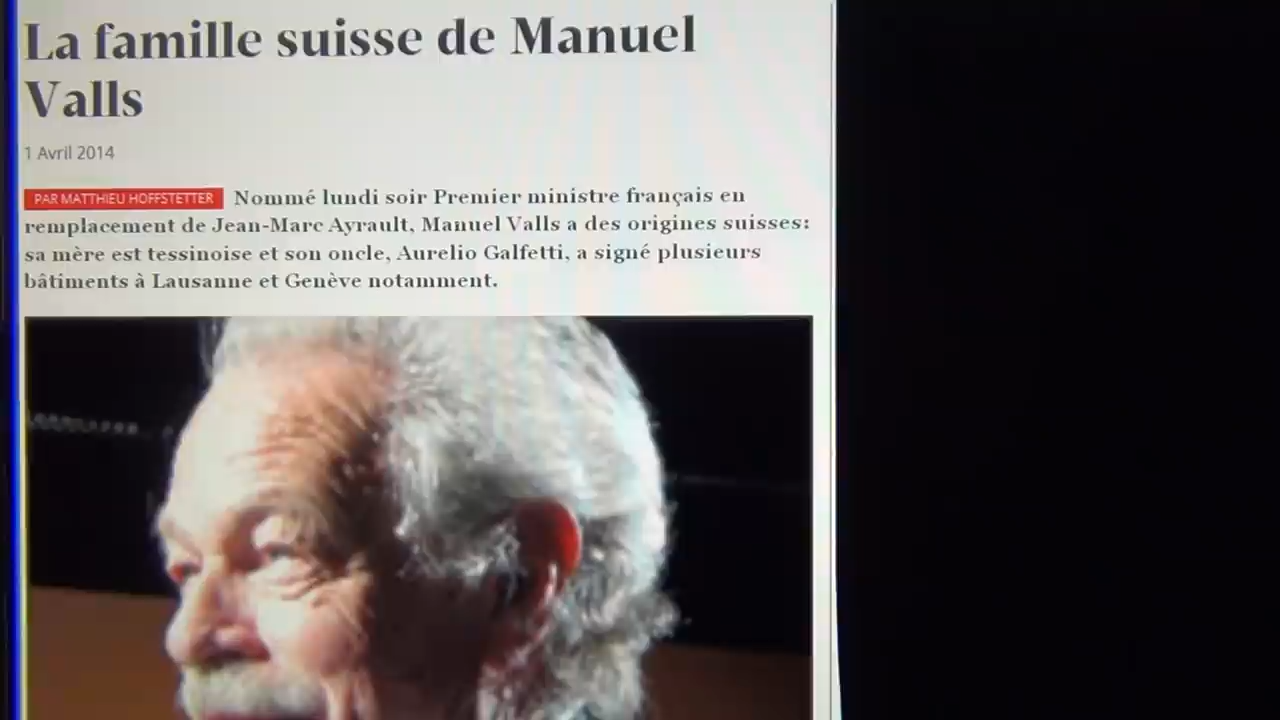 La famille suisse de Manuel
Valls
1 Avril 2014
PAR MATTHIEU HOFFSTETTER Nommé lundi soir Premier ministre français en
remplacement de Jean-Marc Ayrault, Manuel Valls a des origines suisses:
sa mère est tessinoise et son oncle, Aurelio Galfetti, a signé plusieurs
bâtiments à Lausanne et Genève notamment.